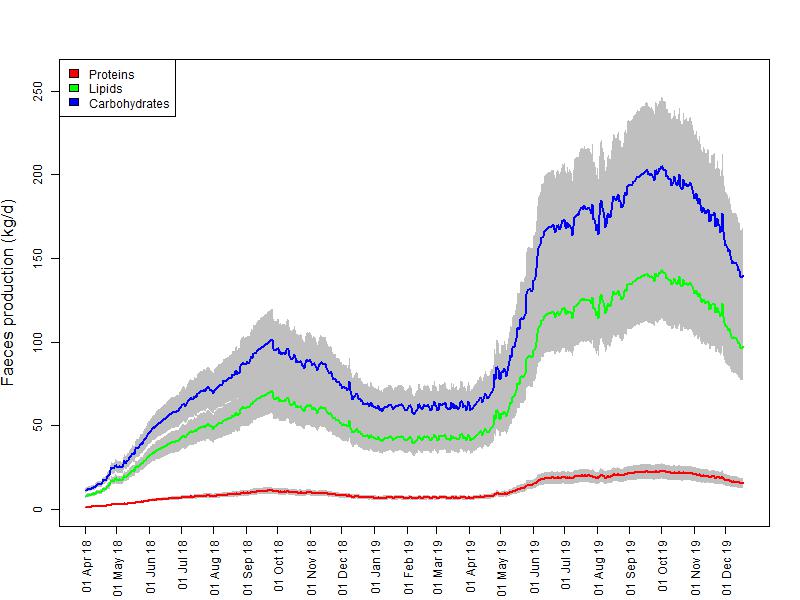 Proteins
Lipids
Carbohydrates
Faeces production (kg/d)
250
200
150
100
50
0
01 Apr 18
01 May 18
01 Jun 18
01 Jul 18
01 Aug 18
01 Sep 18
01 Oct 18
01 Nov 18
01 Dec 18
01 Jan 19
01 Feb 19
01 Mar 19
01 Apr 19
01 May 19
01 Jun 19
01 Jul 19
01 Aug 19
01 Sep 19
01 Oct 19
01 Nov 19
01 Dec 19